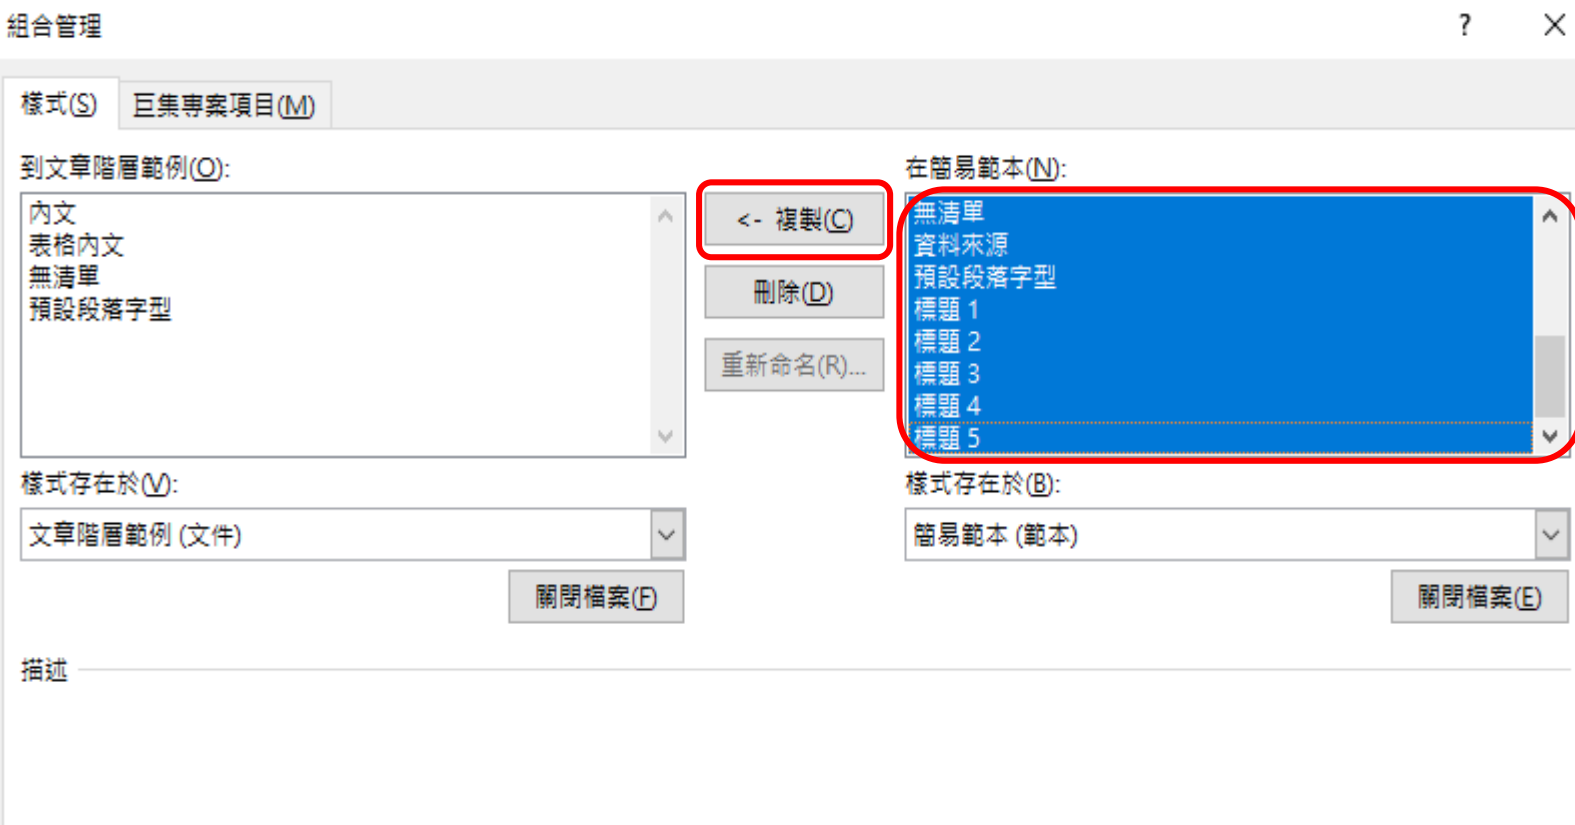 組合管理
?
樣式(S) 巨集專案項目(M)
到文章階層範例(O):
內文
表格內文
無清單
預設段落字型
<- 複製(C)
刪除(D)
重新命名(R)...
在簡易範本(N):
無清單
資料來源
預設段落字型
標題 1
標題 2
標題 3
標題 4
標題 5
樣式存在於(V):
文章階層範例 (文件)
關閉檔案(F)
樣式存在於(B):
簡易範本 (範本)
關閉檔案(E)
描述